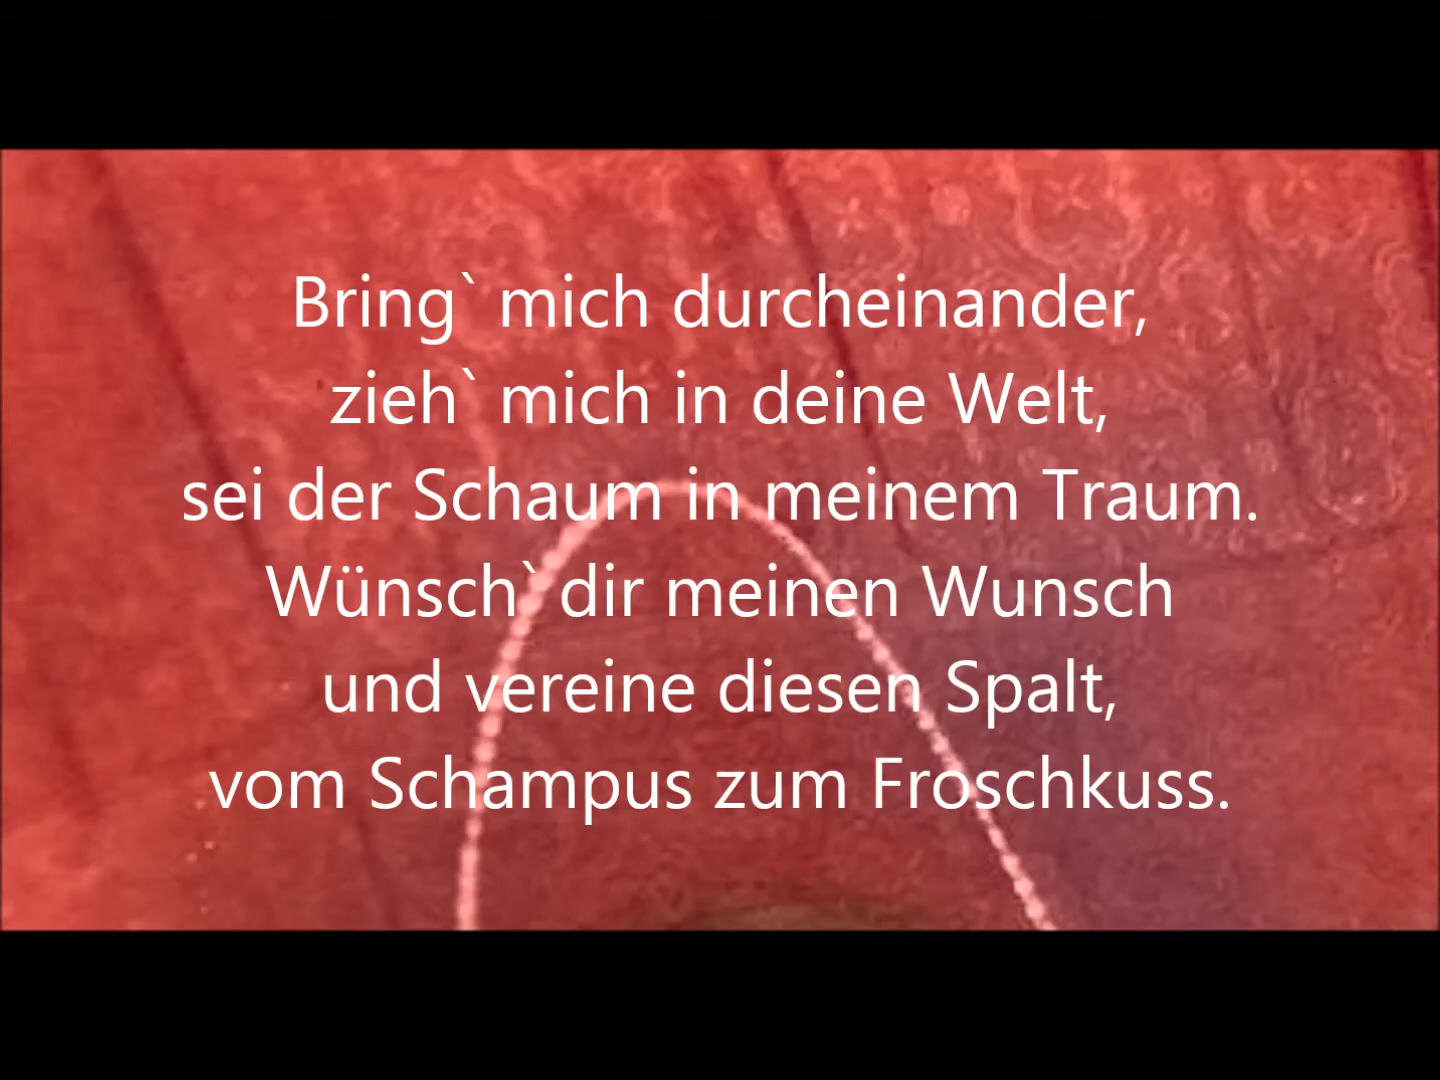 Bring` mich durcheinander,
zieh` mich in deine Welt,
sei der Schaum in meinem Traum.
Wünsch` dir meinen Wunsch
und vereine diesen Spalt,
vom Schampus zum Froschkuss.